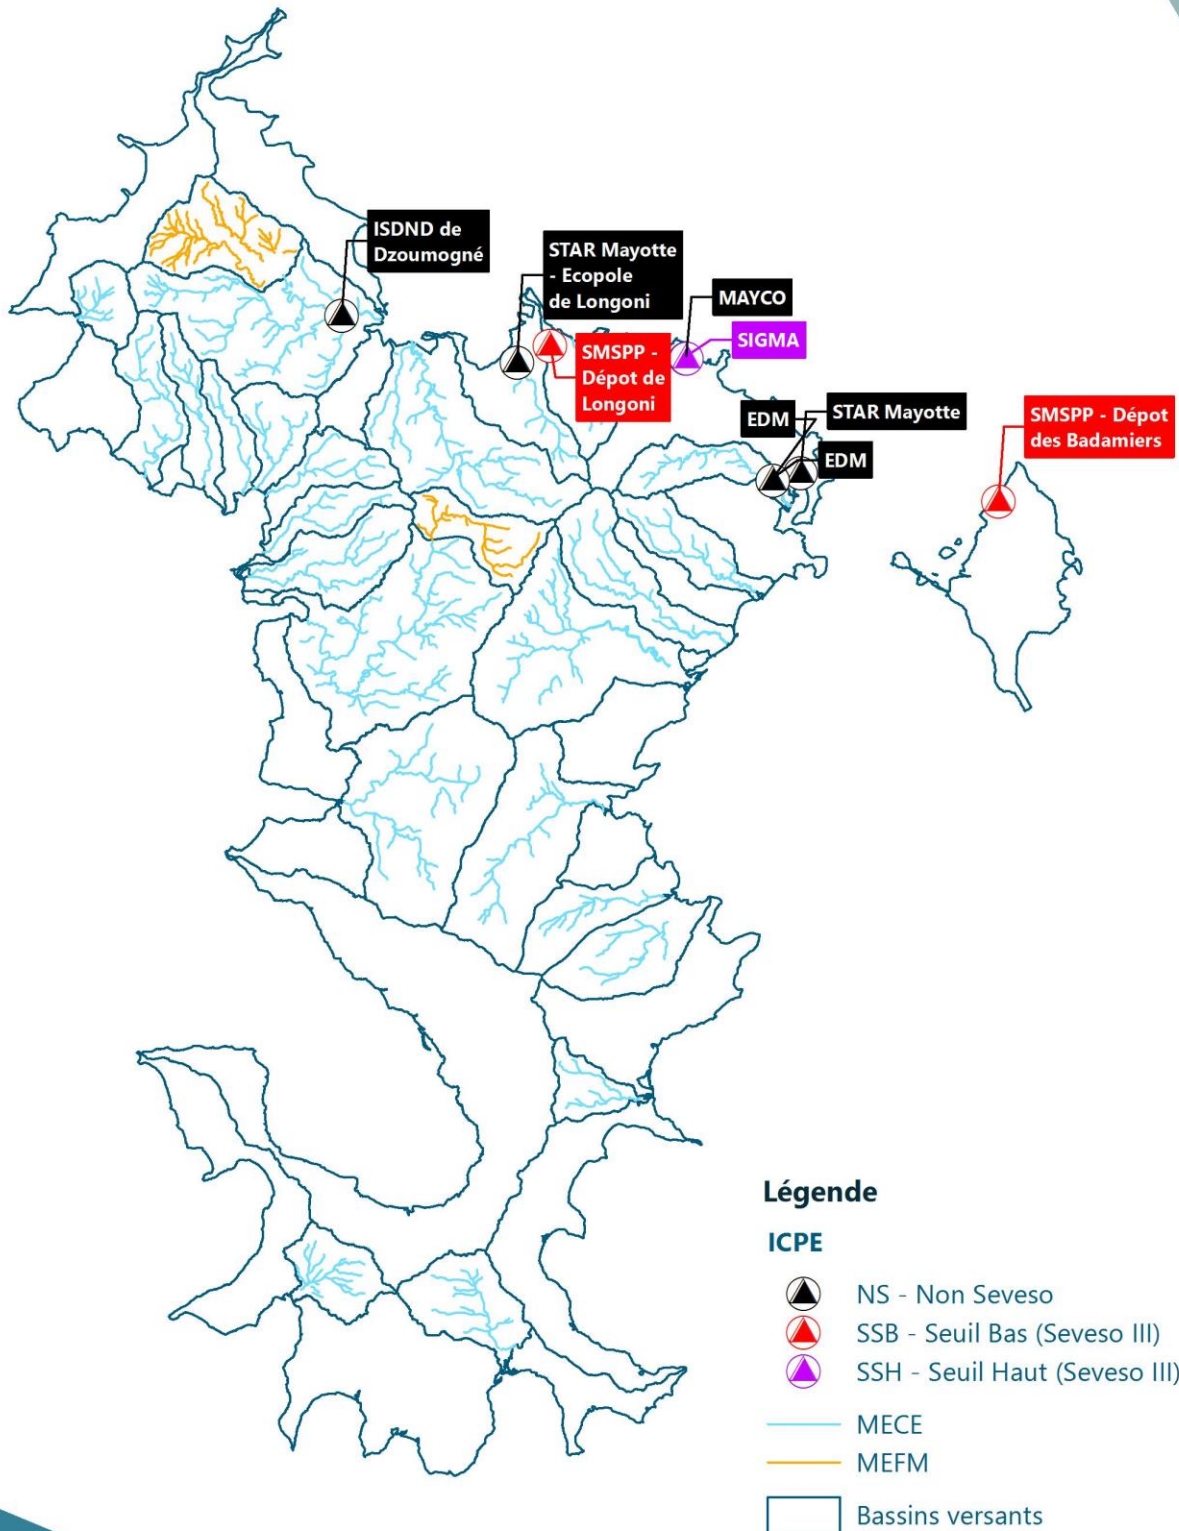 ISDND de
Dzoumogné
STAR Mayotte
- Ecopole
de Longoni
MAYCO
SIGMA
SMSPP -
Dépot de
Longoni
EDM
STAR Mayotte
EDM
SMSPP - Dépot
des Badamiers
Légende
ICPE
NS - Non Seveso
SSB - Seuil Bas (Seveso III)
SSH - Seuil Haut (Seveso III)
MECE
MEFM
Bassins versants